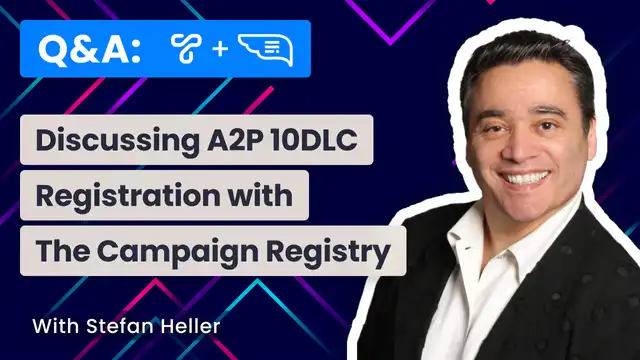 Q&A: +
Discussing A2P 10DLC
Registration with
The Campaign Registry
With Stefan Heller